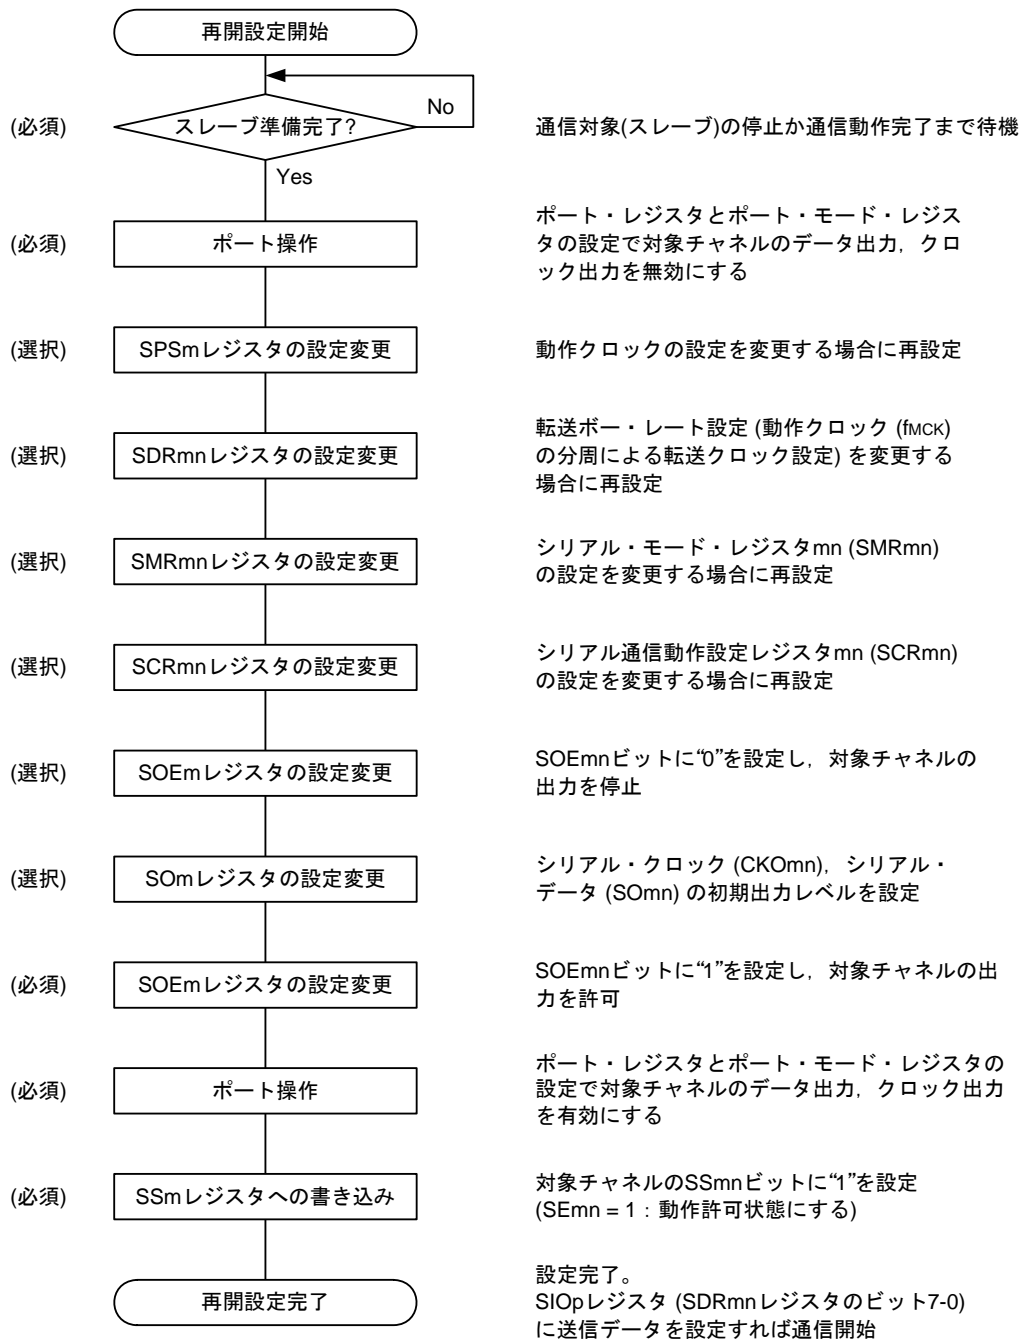 再開設定開始
No
(必須)
スレーブ準備完了?
通信対象(スレーブ)の停止か通信動作完了まで待機
Yes
(必須)
ポート操作
ポート・レジスタとポート・モード・レジス
タの設定で対象チャネルのデータ出力，クロ
ック出力を無効にする
(選択)
SPSmレジスタの設定変更
動作クロックの設定を変更する場合に再設定
(選択)
SDRmnレジスタの設定変更
転送ボー・レート設定 (動作クロック (fMCK)
の分周による転送クロック設定) を変更する
場合に再設定
(選択)
SMRmnレジスタの設定変更
シリアル・モード・レジスタmn (SMRmn)
の設定を変更する場合に再設定
(選択)
SCRmnレジスタの設定変更
シリアル通信動作設定レジスタmn (SCRmn)
の設定を変更する場合に再設定
(選択)
SOEmレジスタの設定変更
SOEmnビットに“0”を設定し，対象チャネルの
出力を停止
(選択)
SOmレジスタの設定変更
シリアル・クロック (CKOmn)，シリアル・
データ (SOmn) の初期出力レベルを設定
(必須)
SOEmレジスタの設定変更
SOEmnビットに“1”を設定し，対象チャネルの出
力を許可
(必須)
ポート操作
ポート・レジスタとポート・モード・レジスタの
設定で対象チャネルのデータ出力，クロック出力
を有効にする
(必須)
SSmレジスタへの書き込み
対象チャネルのSSmnビットに“1”を設定
(SEmn = 1：動作許可状態にする)
再開設定完了
設定完了。
SIOpレジスタ (SDRmnレジスタのビット7-0)
に送信データを設定すれば通信開始